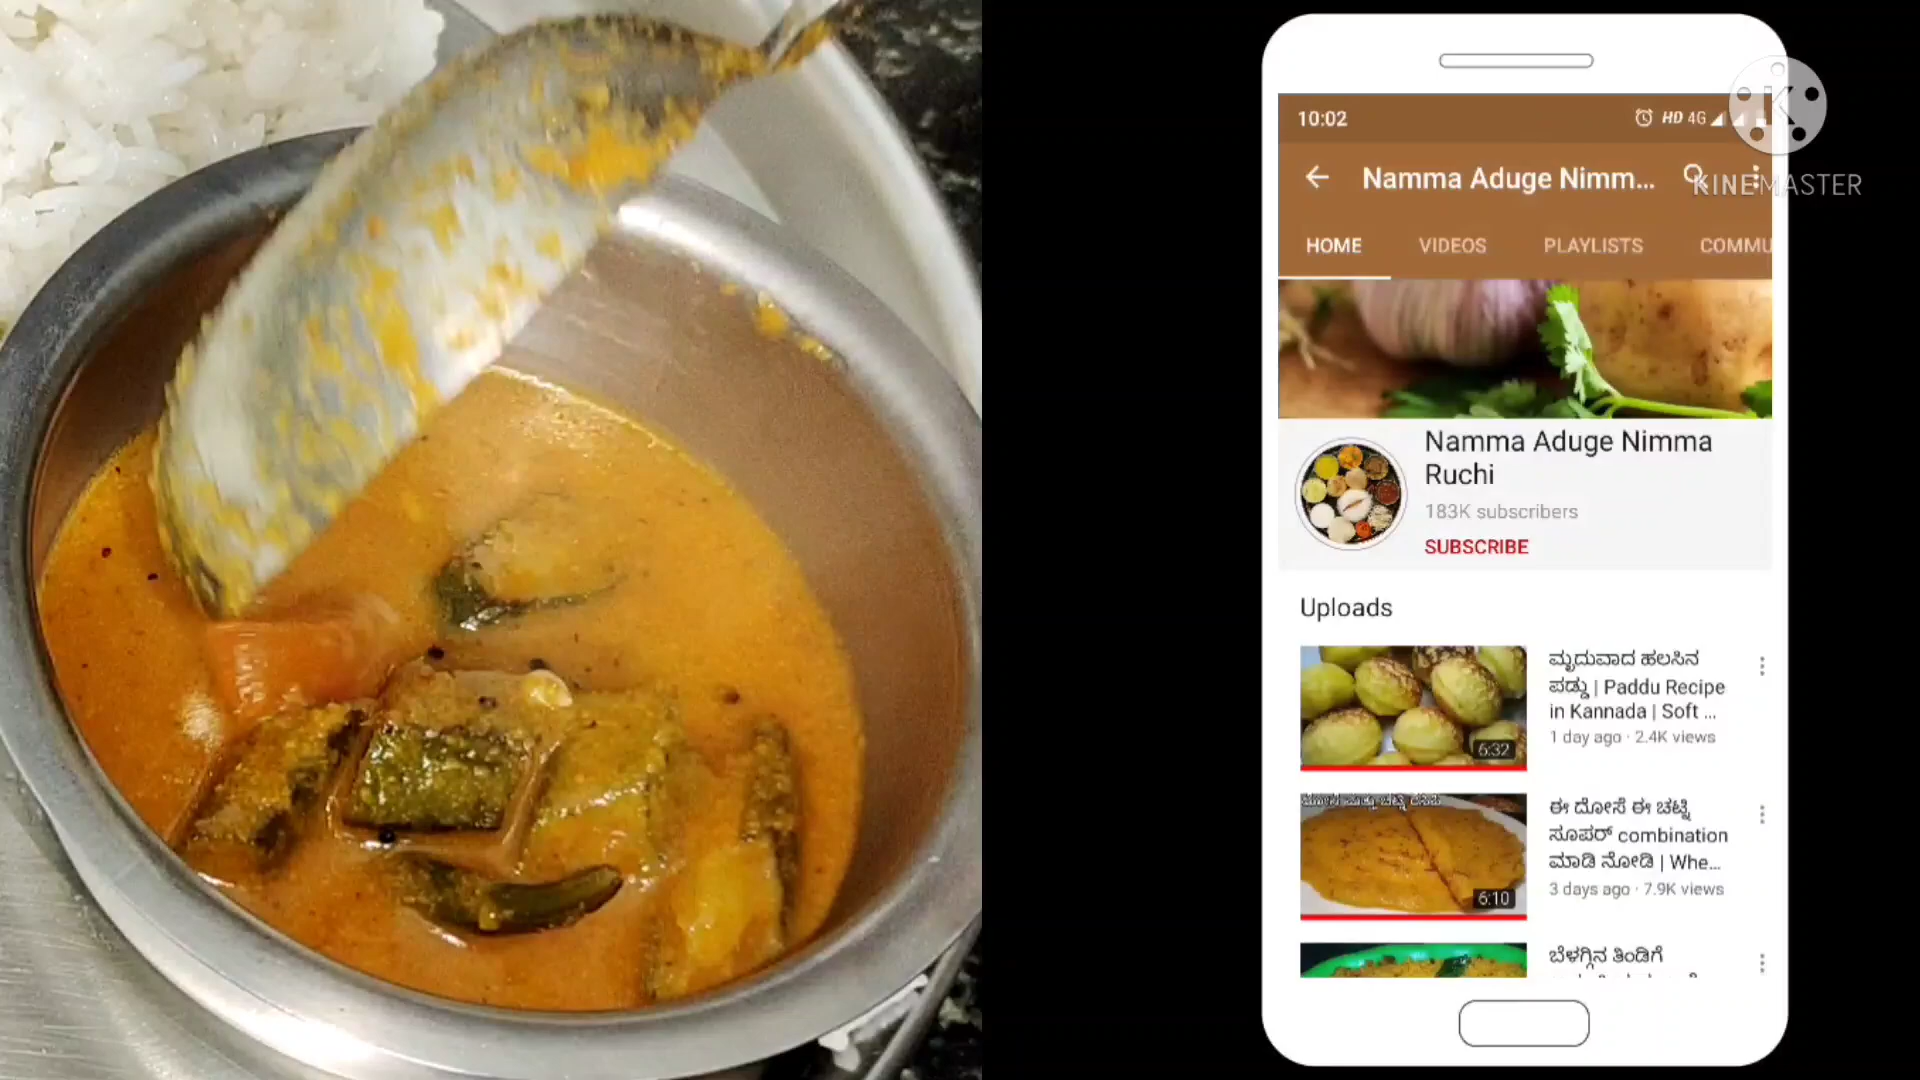 10:02
HD 4G
KINEMASTER
Namma Aduge Nimm...
HOME VIDEOS PLAYLISTS COMMU
Namma Aduge Nimma
Ruchi
183K subscribers
SUBSCRIBE
Uploads
ಮೃದುವಾದ ಹಲಸಿನ
ಪಡ್ಡು | Paddu Recipe
in Kannada | Soft ...
1 day ago · 2.4K views
6:32
ಈ ದೋಸೆ ಈ ಚಟ್ನಿ
ಸೂಪರ್ combination
ಮಾಡಿ ನೋಡಿ | Whe...
3 days ago · 7.9K views
6:10
ಬೆಳಗ್ಗಿನ ತಿಂಡಿಗೆ